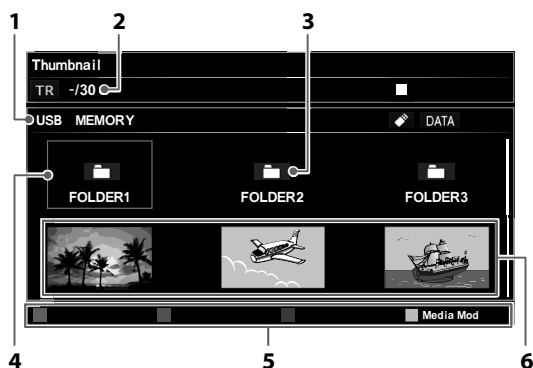 1 2 3
Thumbnail
TR -/30
USB MEMORY DATA
FOLDER1 FOLDER2 FOLDER3
Media Mod
4 5 6